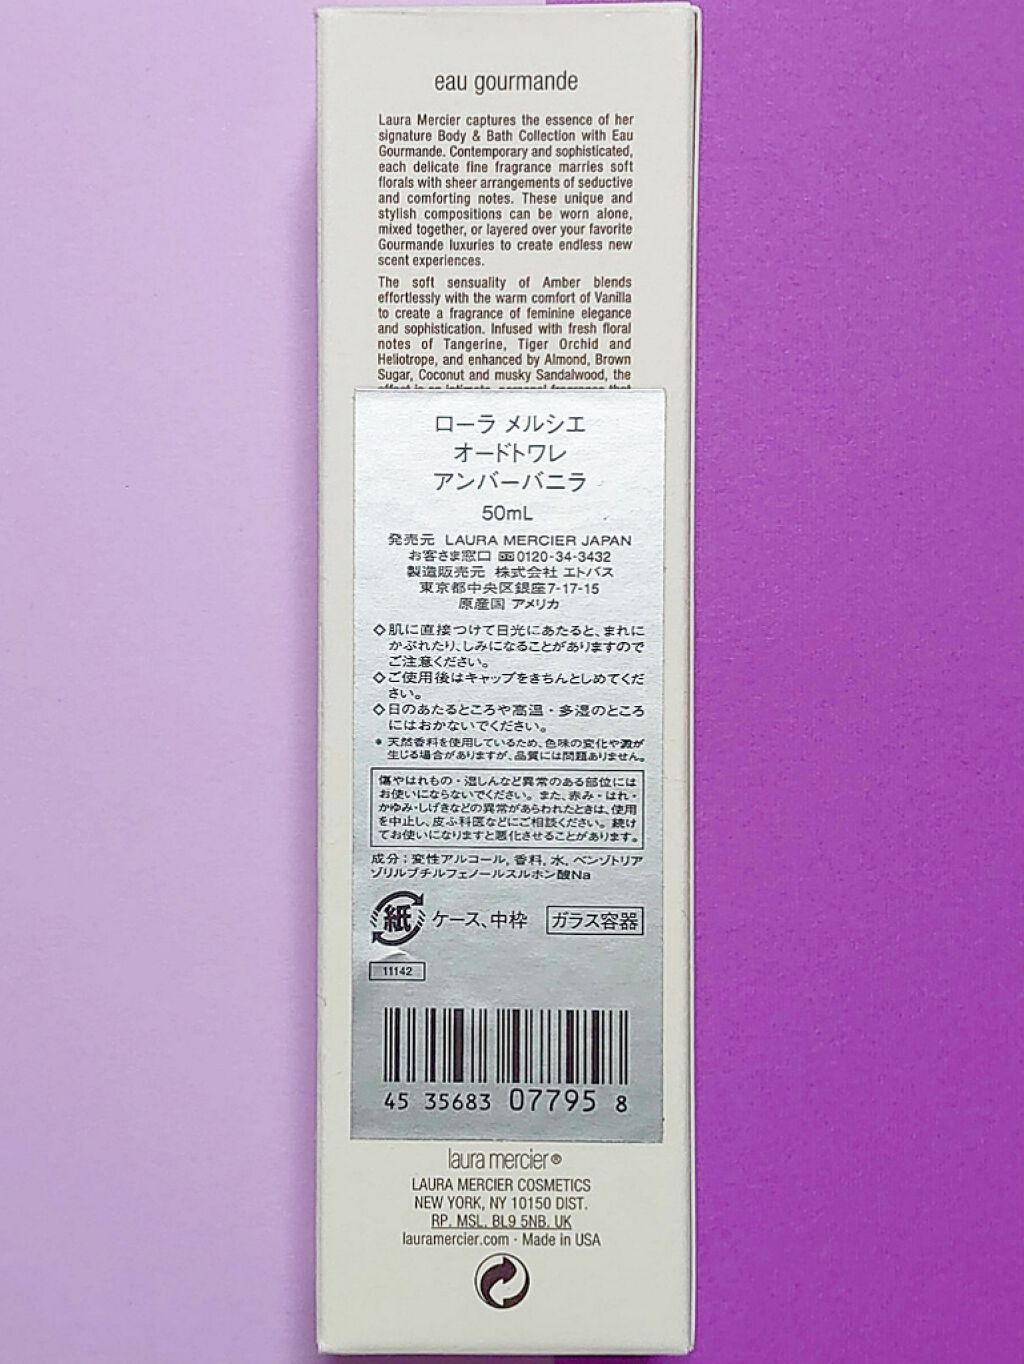 eau gourmande
Laura Mercier captures the essence of her
signature Body & Bath Collection with Eau
Gourmande. Contemporary and sophisticated,
each delicate fine fragrance marries soft
florals with sheer arrangements of seductive
and comforting notes. These unique and
stylish compositions can be worn alone,
mixed together, or layered over your favorite
Gourmande luxuries to create endless new
scent experiences.
The soft sensuality of Amber blends
effortlessly with the warm comfort of Vanilla
to create a fragrance of feminine elegance
and sophistication. Infused with fresh floral
notes of Tangerine, Tiger Orchid and
Heliotrope, and enhanced by Almond, Brown
Sugar, Coconut and musky Sandalwood, the
ローラ メルシエ
オードトワレ
アンバーバニラ
50mL
発売元 LAURA MERCIER JAPAN
お客さま窓口 0120-34-3432
製造販売元 株式会社 エトバス
東京都中央区銀座7-17-15
原産国 アメリカ
◇肌に直接つけて日光にあたると、まれに
かぶれたり、しみになることがありますので
ご注意ください。
◇ご使用後はキャップをきちんとしめてくだ
さい。
◇日のあたるところや高温・多湿のところ
にはおかないでください。
* 天然香料を使用しているため、色味の変化や澱が
生じる場合がありますが、品質には問題ありません。
傷やはれもの・湿しんなど異常のある部位には
お使いにならないでください。また、赤み・はれ・
かゆみ・しげきなどの異常があらわれたときは、使用
を中止し、皮ふ科医などにご相談ください。続け
てお使いになりますと悪化させることがあります。
成分：変性アルコール, 香料, 水, ベンゾトリア
ゾリルブチルフェノールスルホン酸Na
紙 ケース、中枠 ガラス容器
11142
45 35683 07795 8
laura mercier®
LAURA MERCIER COSMETICS
NEW YORK, NY 10150 DIST.
RP. MSL. BL9 5NB. UK
lauramercier.com · Made in USA